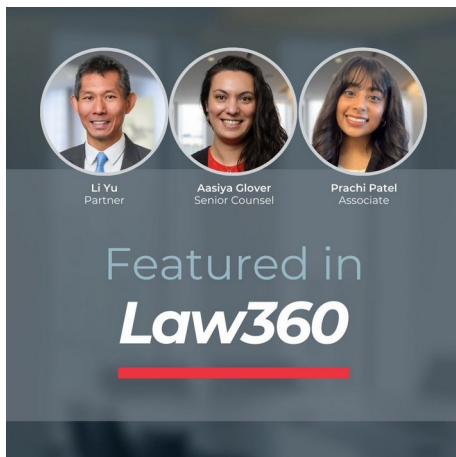 Li Yu
Partner
Aasiya Glover
Senior Counsel
Prachi Patel
Associate
Featured in
Law360